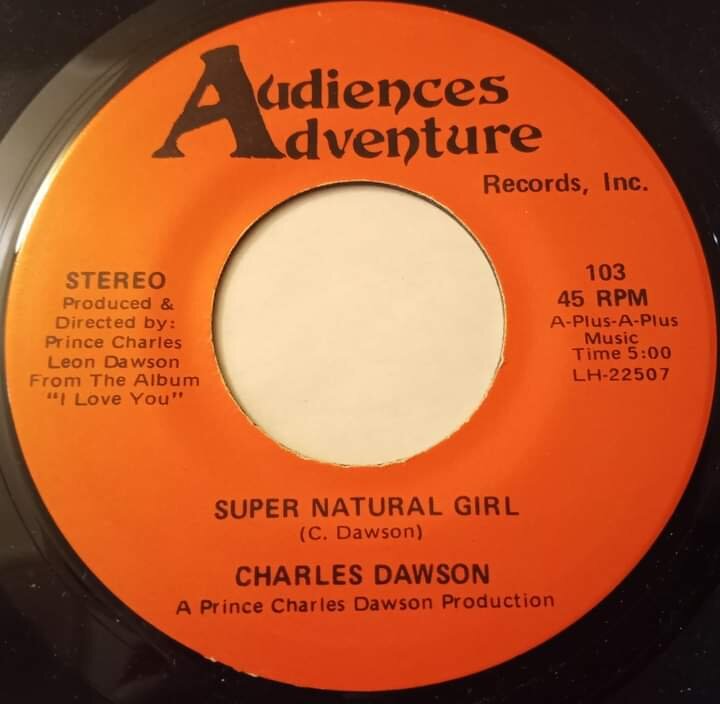 Audiences
Adventure
Records, Inc.
STEREO
Produced &
Directed by:
Prince Charles
Leon Dawson
From The Album
"I Love You"
103
45 RPM
A-Plus-A-Plus
Music
Time 5:00
LH-22507
SUPER NATURAL GIRL
(C. Dawson)
CHARLES DAWSON
A Prince Charles Dawson Production